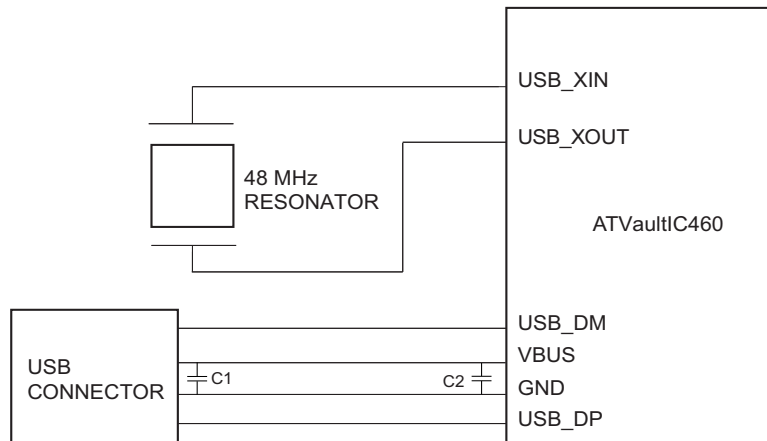 USB_XIN
USB_XOUT
48 MHz
RESONATOR
ATVaultIC460
USB_DM
VBUS
USB
CONNECTOR
C1
C2
GND
USB_DP